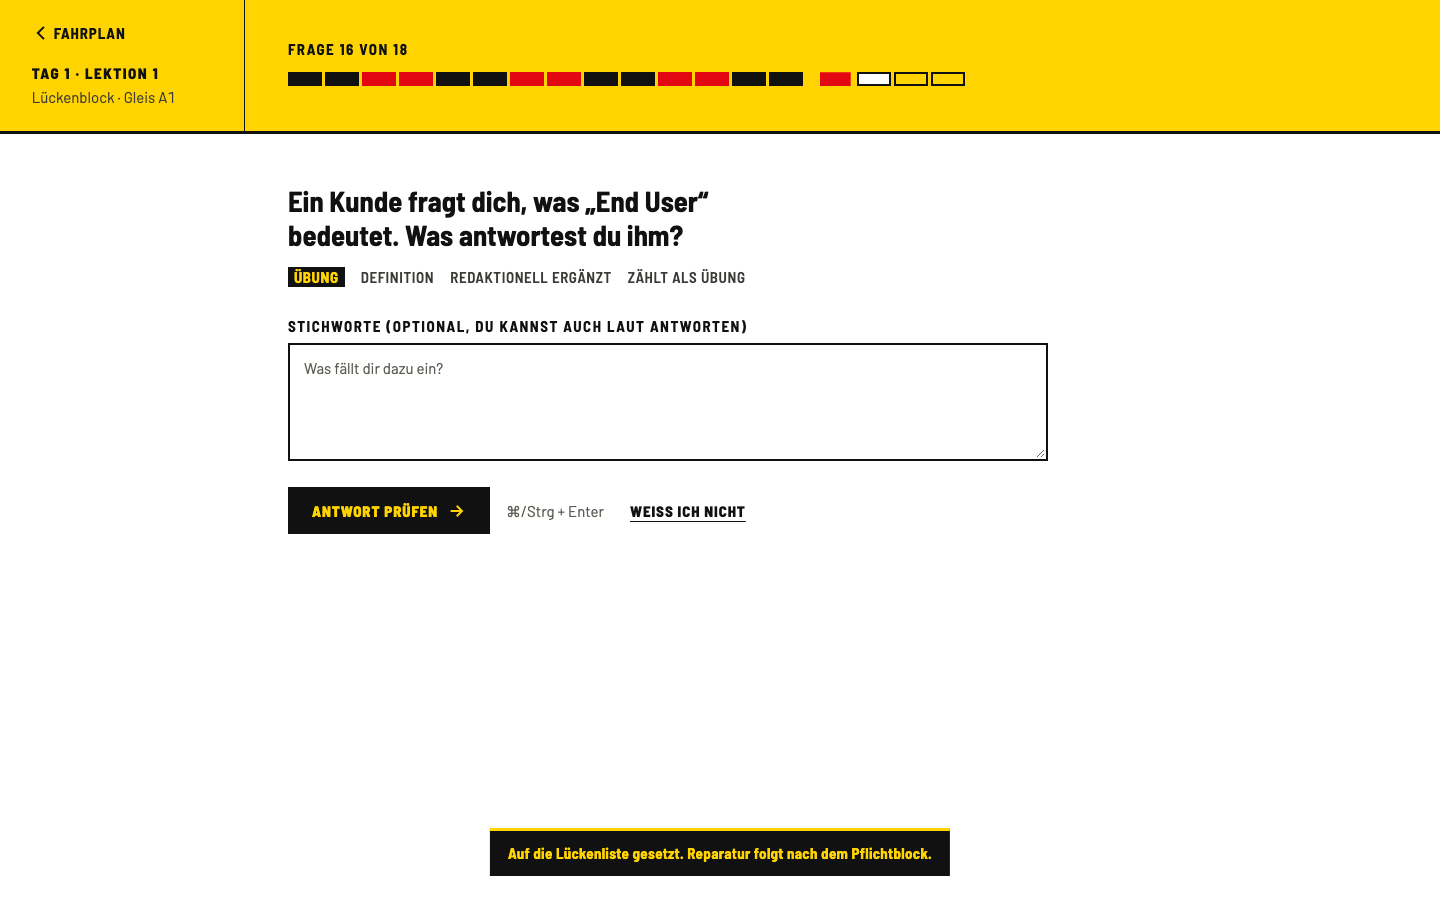 FAHRPLAN
TAG 1 · LEKTION 1
Lückenblock · Gleis A1
FRAGE 16 VON 18
Ein Kunde fragt dich, was „End User“
bedeutet. Was antwortest du ihm?
ÜBUNG DEFINITION REDAKTIONELL ERGÄNZT ZÄHLT ALS ÜBUNG
STICHWORTE (OPTIONAL, DU KANNST AUCH LAUT ANTWORTEN)
Was fällt dir dazu ein?
ANTWORT PRÜFEN → ⌘/Strg + Enter WEISS ICH NICHT
Auf die Lückenliste gesetzt. Reparatur folgt nach dem Pflichtblock.